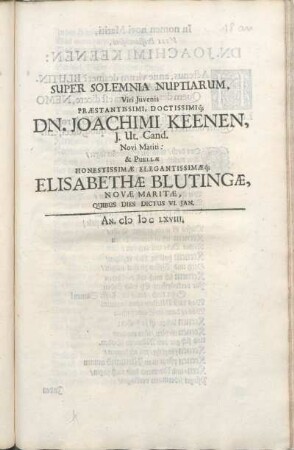 SUPER SOLEMNIA NUPTIARUM,
Viri Juvenis
PRÆSTANTISSIMI, DOCTISSIMIq́;
DN. JOACHIMI KEENEN,
J. Ut. Cand.
Novi Mariti:
& PUELLÆ
HONESTISSIMÆ ELEGANTISSIMÆq́;
ELISABETHÆ BLUTINGÆ,
NOVÆ MARITÆ,
QUIBUS DIES DICTUS VI. JAN.
AN. cIɔ Iɔc LXVIII.